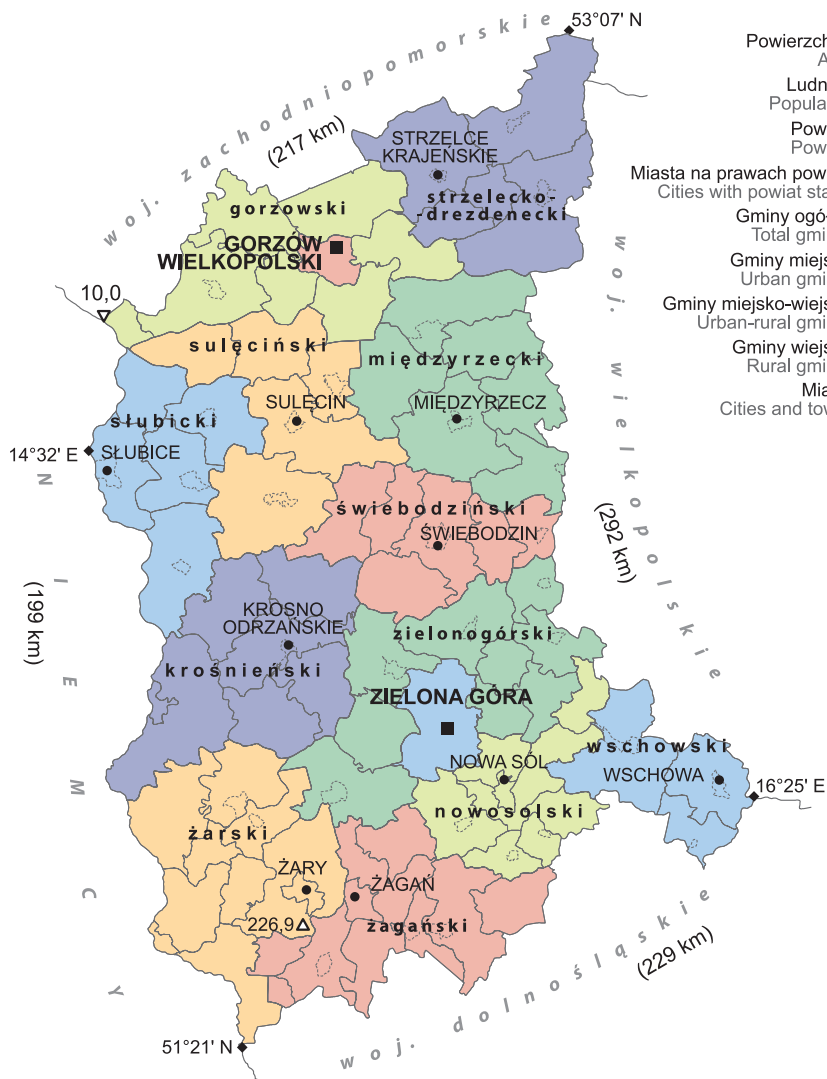 53°07' N
woj. zachodniopomorskie
(217 km)
STRZELCE
KRAJEŃSKIE
strzelecko-
-drezdenecki
gorzowski
GORZÓW
WIELKOPOLSKI
10,0
sulęciński
międzyrzecki
SULĘCIN
MIĘDZYRZECZ
słubicki
SŁUBICE
14°32' E
woj. wielkopolskie
(292 km)
świebodziński
ŚWIEBODZIN
NIEMCY
(199 km)
KROSNO
ODRZAŃSKIE
krośnieński
zielonogórski
ZIELONA GÓRA
NOWA SÓL
nowosolski
wschowski
WSCHOWA
16°25' E
żarski
ŻARY
226,9
ŻAGAŃ
żagański
woj. dolnośląskie
(229 km)
51°21' N
Powierzch
A
Ludn
Popula
Pow
Pow
Miasta na prawach pow
Cities with powiat sta
Gminy ogó
Total gmi
Gminy miejs
Urban gmi
Gminy miejsko-wiejs
Urban-rural gmi
Gminy wiejs
Rural gmi
Mia
Cities and tow